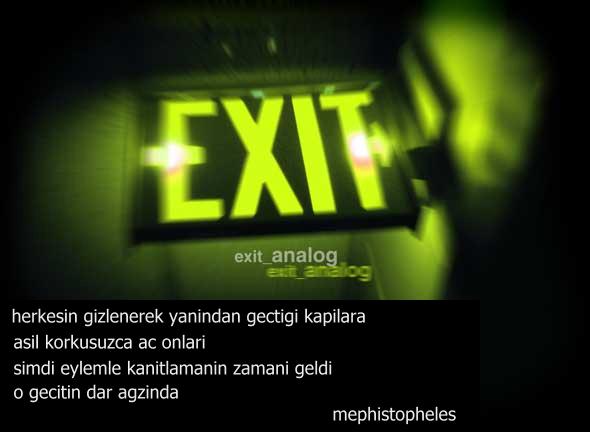 EXIT
exit_analog
exit_analog
herkesin gizlenerek yanindan gectigi kapilara
asil korkusuzca ac onlari
simdi eylemle kanitlamanin zamani geldi
o gecitin dar agzinda
mephistopheles